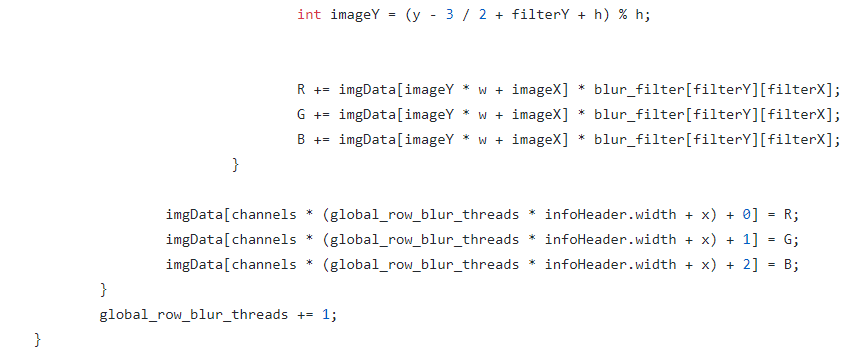 int imageY = (y - 3 / 2 + filterY + h) % h;
R += imgData[imageY * w + imageX] * blur_filter[filterY][filterX];
G += imgData[imageY * w + imageX] * blur_filter[filterY][filterX];
B += imgData[imageY * w + imageX] * blur_filter[filterY][filterX];
}
imgData[channels * (global_row_blur_threads * infoHeader.width + x) + 0] = R;
imgData[channels * (global_row_blur_threads * infoHeader.width + x) + 1] = G;
imgData[channels * (global_row_blur_threads * infoHeader.width + x) + 2] = B;
}
global_row_blur_threads += 1;
}